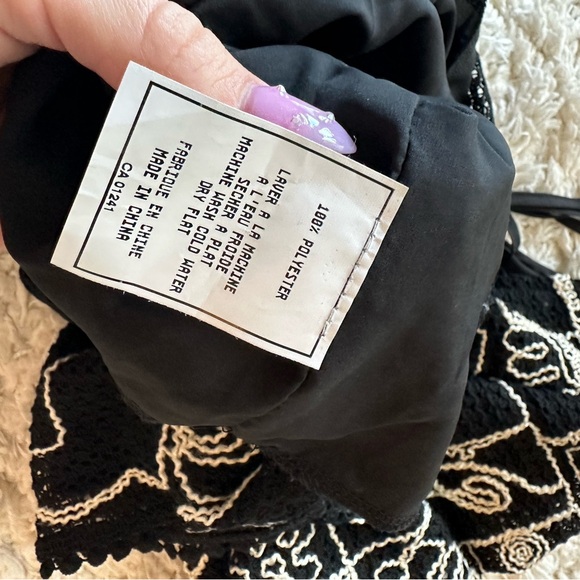 100% POLYESTER
LAVER A LA MACHINE
A L'EAU FROIDE
SECHER A PLAT
MACHINE WASH COLD WATER
DRY FLAT
FABRIQUE EN CHINE
MADE IN CHINA
CA 01241